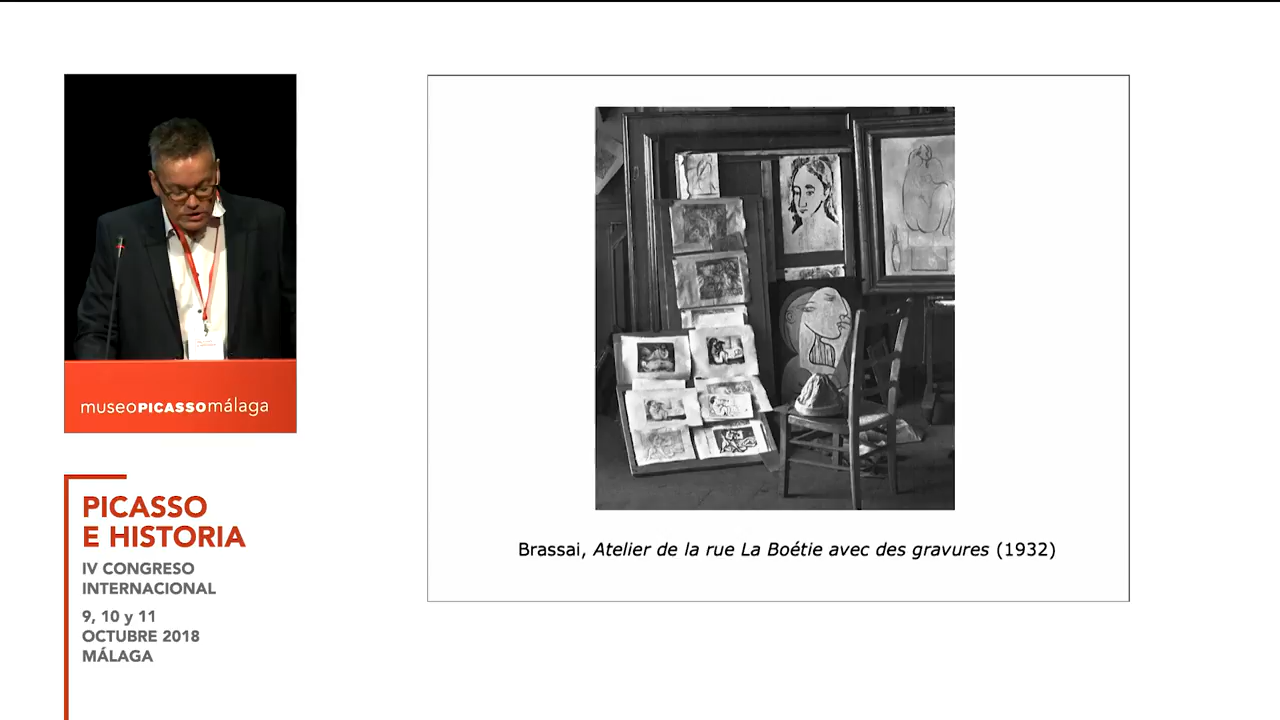 museoPICASSOmálaga
PICASSO
E HISTORIA
IV CONGRESO
INTERNACIONAL
9, 10 y 11
OCTUBRE 2018
MÁLAGA
Brassai, Atelier de la rue La Boétie avec des gravures (1932)